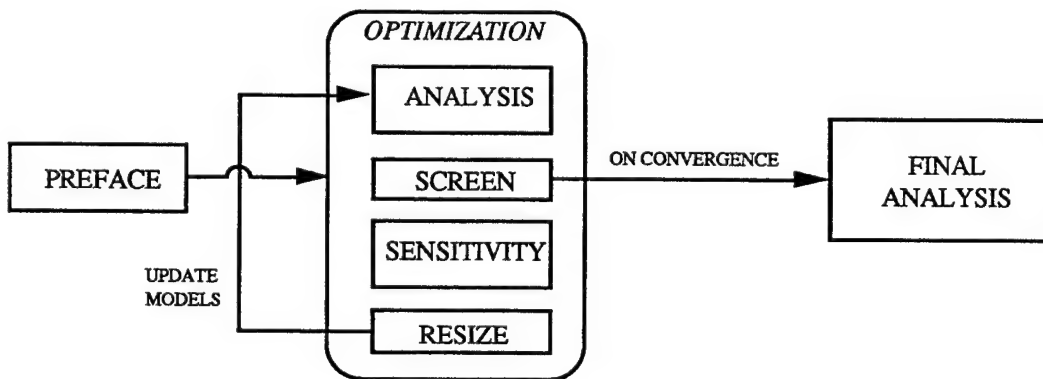 OPTIMIZATION
ANALYSIS
PREFACE
SCREEN
ON CONVERGENCE
FINAL
ANALYSIS
SENSITIVITY
UPDATE
MODELS
RESIZE